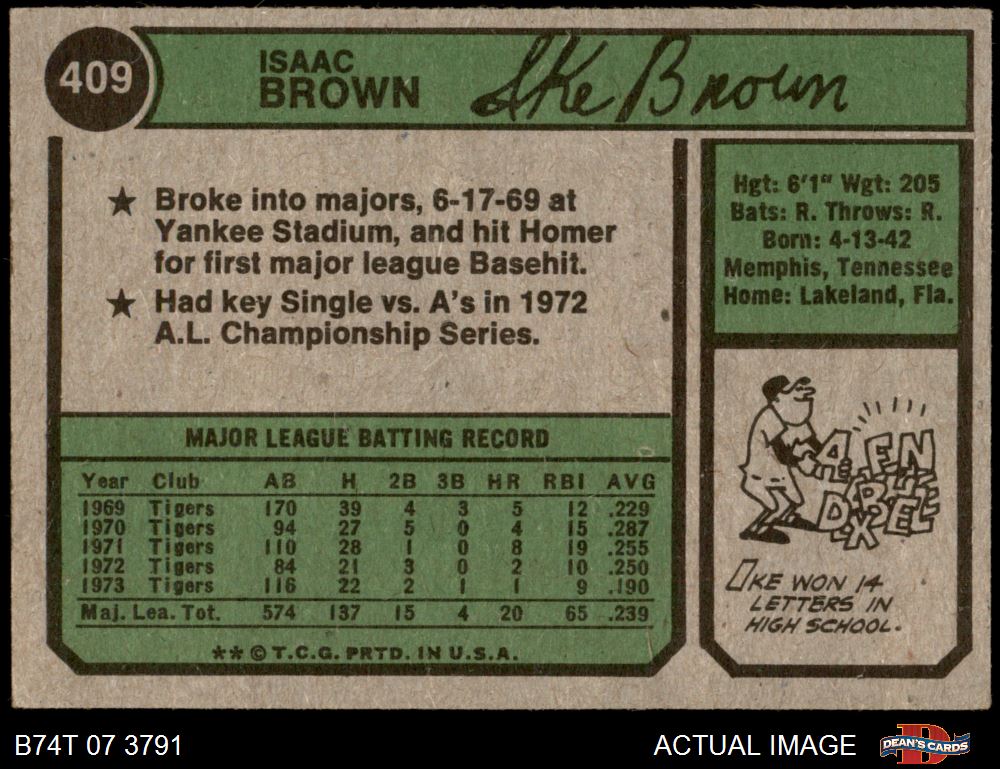 409
ISAAC
BROWN
Ike Brown
★ Broke into majors, 6-17-69 at
Yankee Stadium, and hit Homer
for first major league Basehit.
★ Had key Single vs. A's in 1972
A.L. Championship Series.
Hgt: 6'1" Wgt: 205
Bats: R. Throws: R.
Born: 4-13-42
Memphis, Tennessee
Home: Lakeland, Fla.
MAJOR LEAGUE BATTING RECORD
Year Club AB H 2B 3B HR RBI AVG
1969 Tigers 170 39 4 3 5 12 .229
1970 Tigers 94 27 5 0 4 15 .287
1971 Tigers 110 28 1 0 8 19 .255
1972 Tigers 84 21 3 0 2 10 .250
1973 Tigers 116 22 2 1 1 9 .190
Maj. Lea. Tot. 574 137 15 4 20 65 .239
** © T.C.G. PRTD. IN U.S.A.
IKE WON 14
LETTERS IN
HIGH SCHOOL.
B74T 07 3791
ACTUAL IMAGE
DEAN'S CARDS